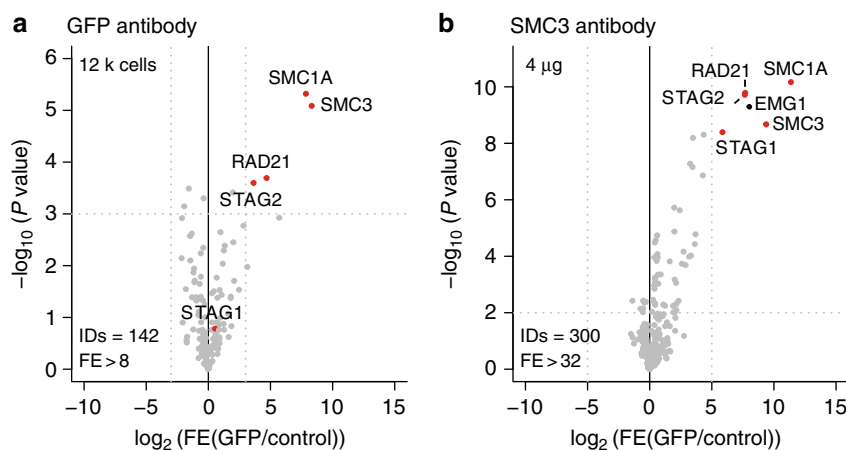 a GFP antibody
12 k cells
6
5
4
3
2
1
0
−log10 (P value)
SMC1A
SMC3
RAD21
STAG2
STAG1
IDs = 142
FE > 8
−10 −5 0 5 10 15
log2 (FE(GFP/control))
b SMC3 antibody
4 μg
10
8
6
4
2
0
−log10 (P value)
RAD21
SMC1A
STAG2
EMG1
SMC3
STAG1
IDs = 300
FE > 32
−10 −5 0 5 10 15
log2 (FE(GFP/control))